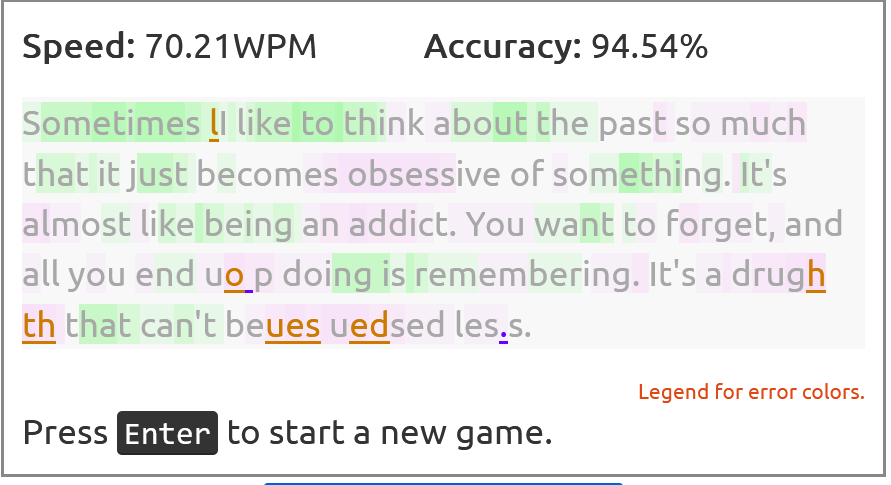 Speed: 70.21WPM Accuracy: 94.54%
Sometimes lI like to think about the past so much
that it just becomes obsessive of something. It's
almost like being an addict. You want to forget, and
all you end uo p doing is remembering. It's a drugh
th that can't beues uedsed les.s.
Legend for error colors.
Press Enter to start a new game.